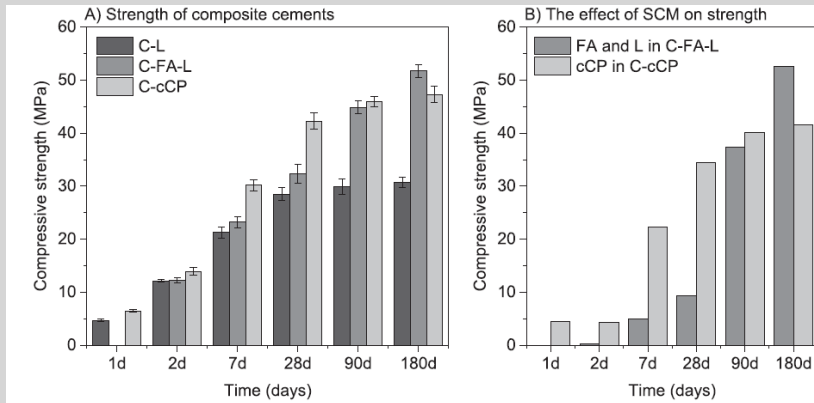 A) Strength of composite cements
C-L
C-FA-L
C-cCP
Compressive strength (MPa)
60
50
40
30
20
10
0
1d 2d 7d 28d 90d 180d
Time (days)
B) The effect of SCM on strength
FA and L in C-FA-L
cCP in C-cCP
Compressive strength (MPa)
60
50
40
30
20
10
0
1d 2d 7d 28d 90d 180d
Time (days)